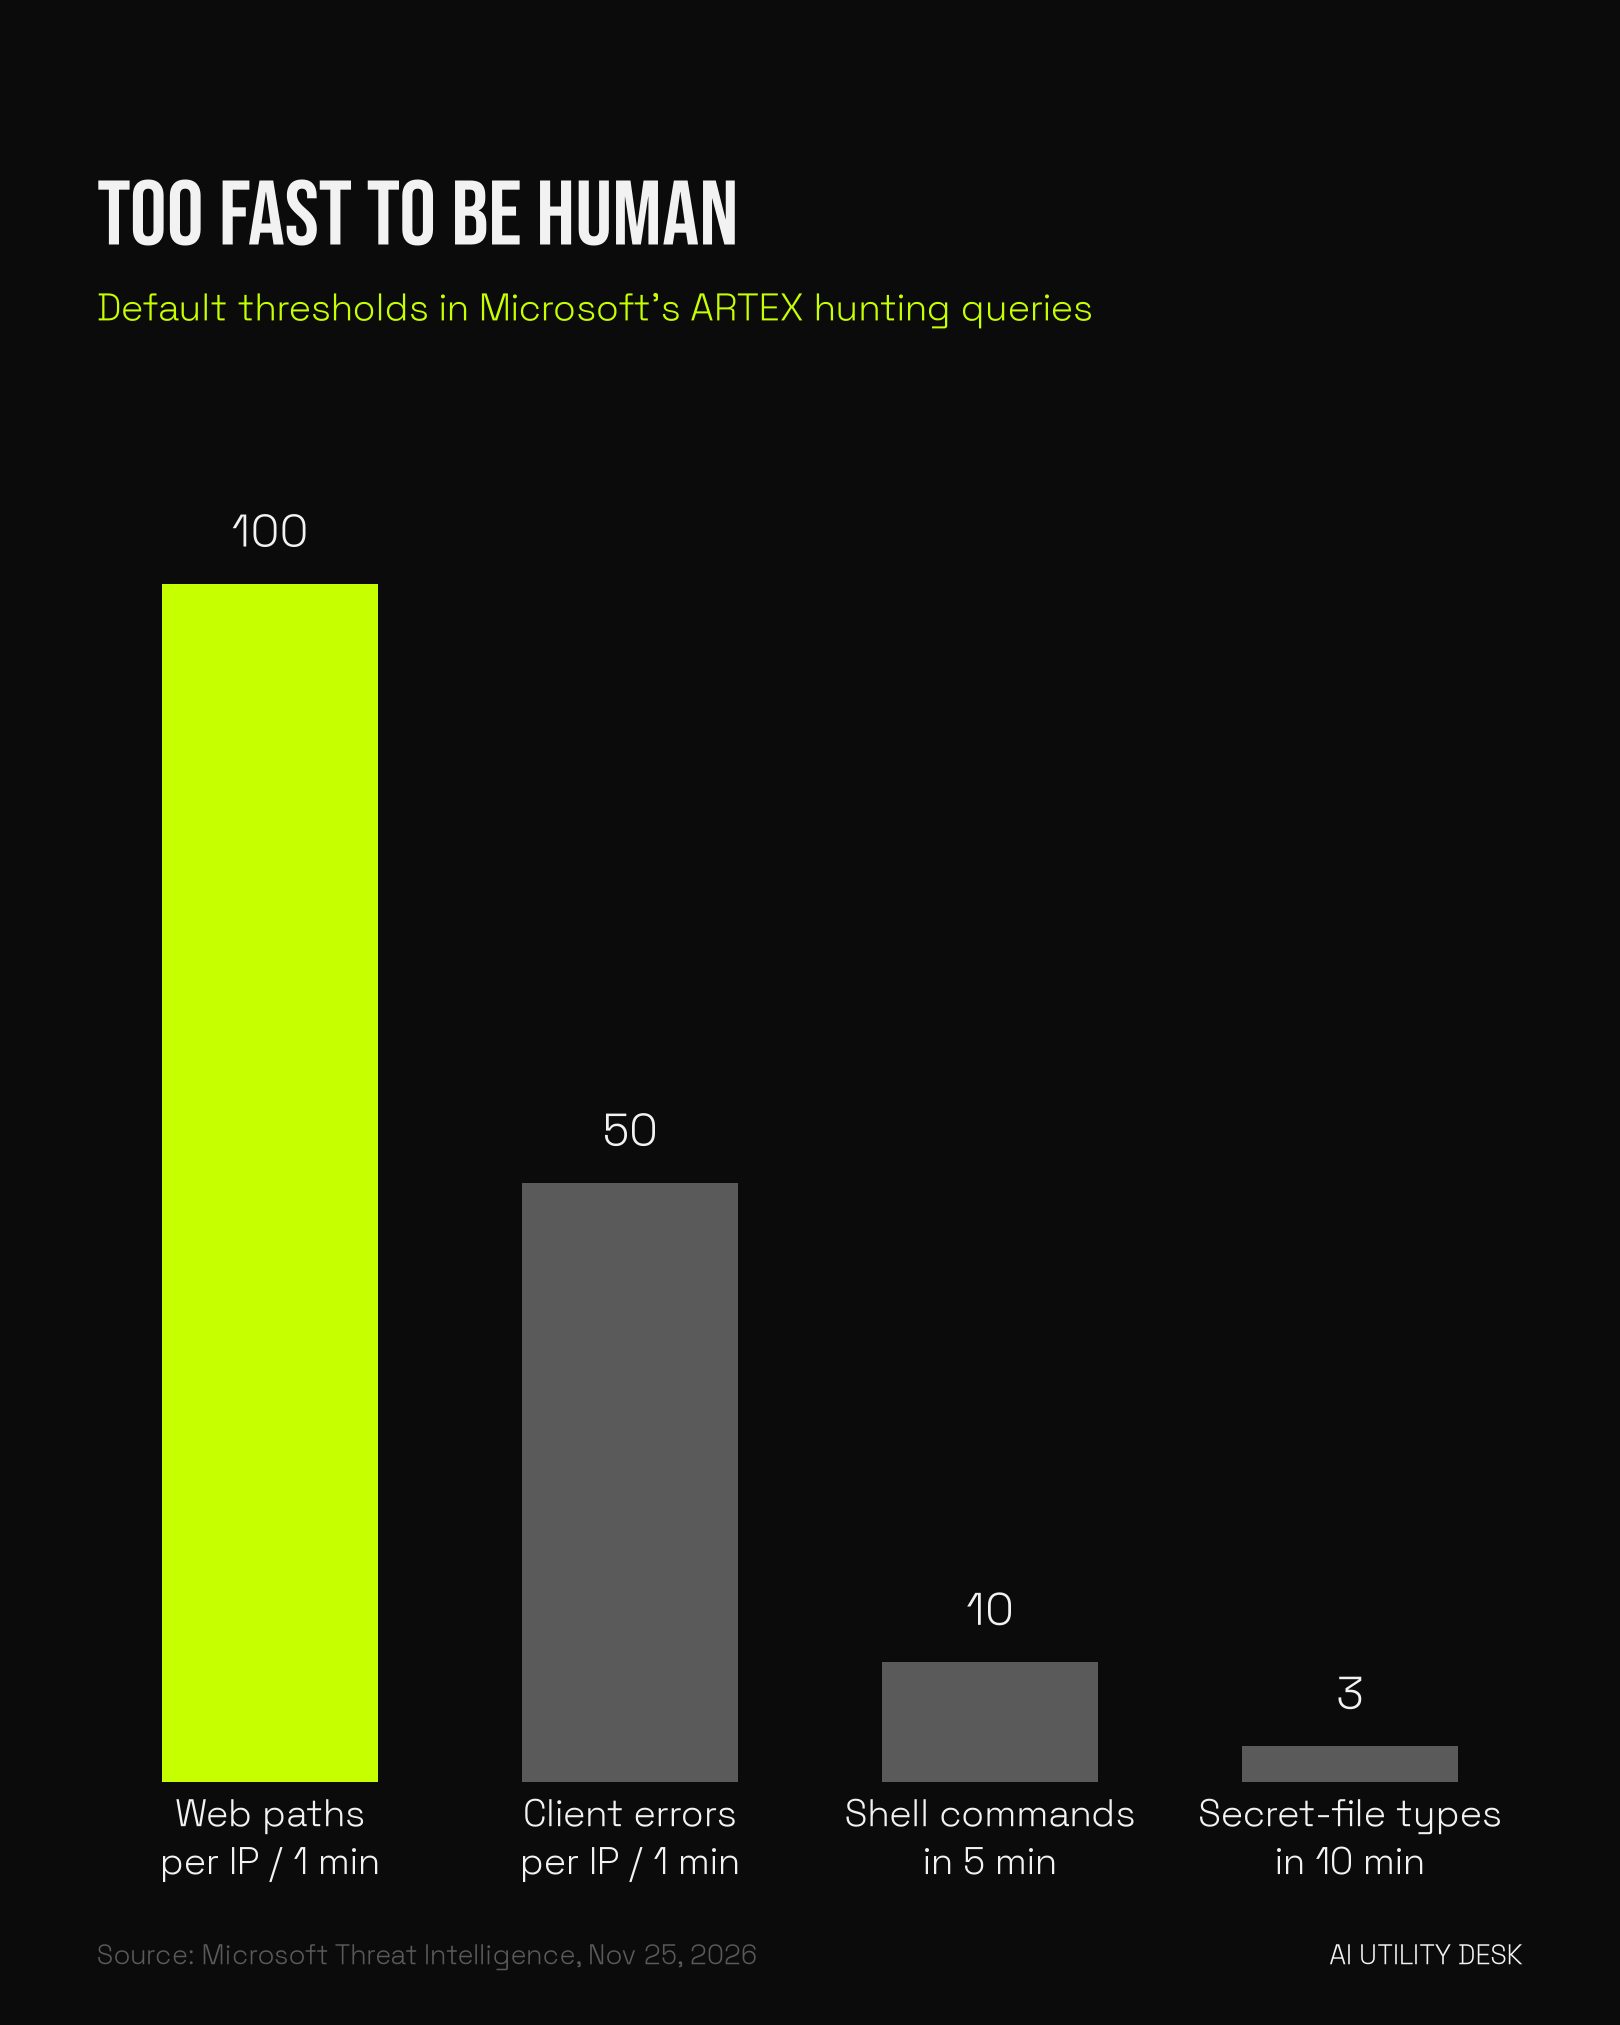 TOO FAST TO BE HUMAN
Default thresholds in Microsoft’s ARTEX hunting queries
100
50
10
3
Web paths
per IP / 1 min
Client errors
per IP / 1 min
Shell commands
in 5 min
Secret-file types
in 10 min
Source: Microsoft Threat Intelligence, Nov 25, 2026
AI UTILITY DESK